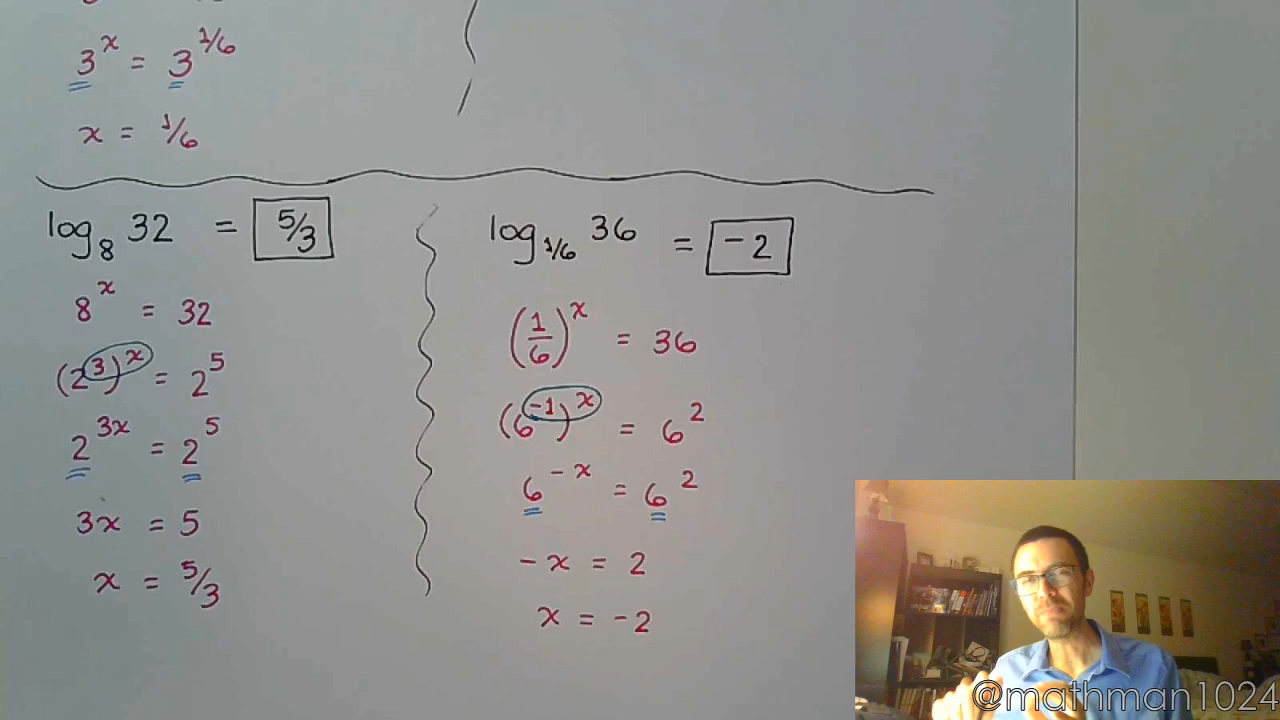 3^x = 3^1/6
x = 1/6
log_8 32 = 5/3
8^x = 32
(2^3)^x = 2^5
2^3x = 2^5
3x = 5
x = 5/3
log_1/6 36 = -2
(1/6)^x = 36
(6^-1)^x = 6^2
6^-x = 6^2
-x = 2
x = -2
@mathman1024